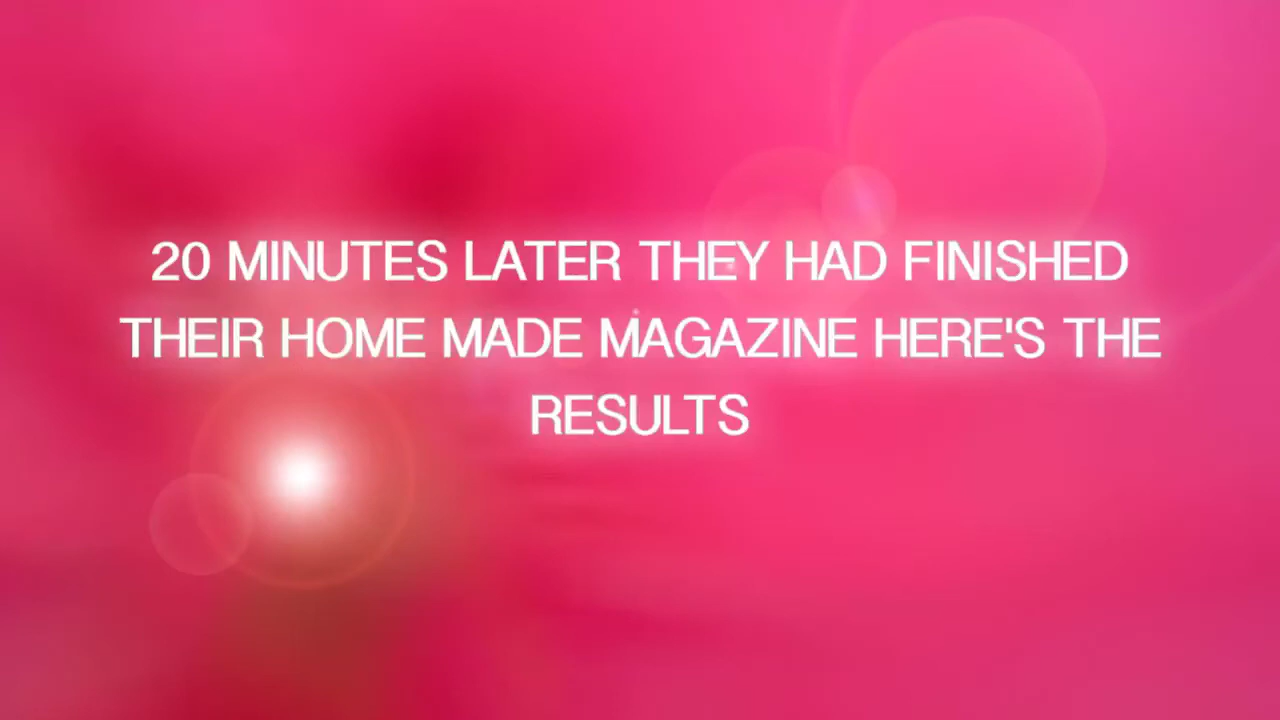 20 MINUTES LATER THEY HAD FINISHED
THEIR HOME MADE MAGAZINE HERE'S THE
RESULTS